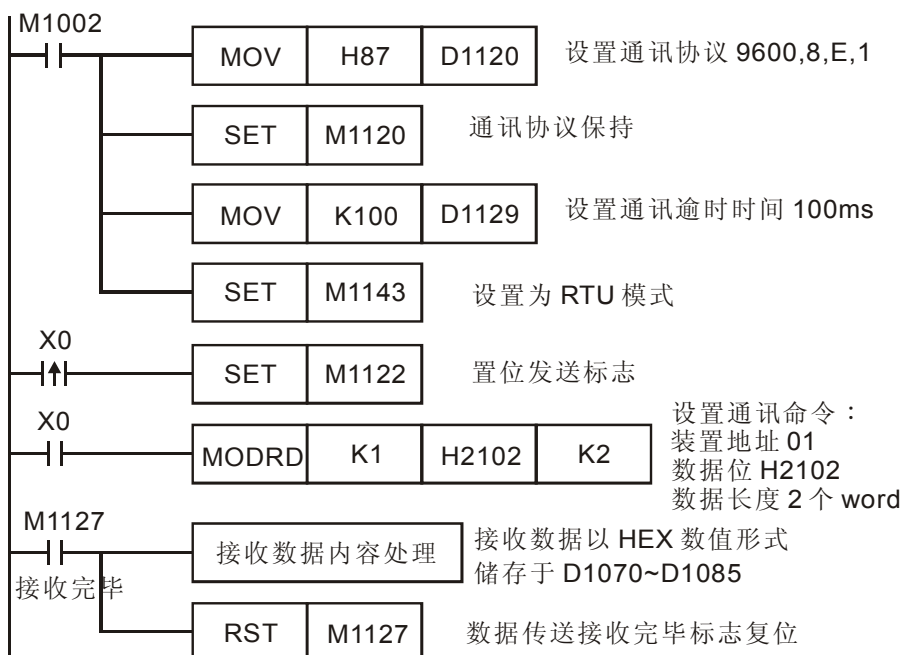 M1002
MOV H87 D1120 设置通讯协议 9600,8,E,1
SET M1120 通讯协议保持
MOV K100 D1129 设置通讯逾时时间 100ms
SET M1143 设置为 RTU 模式
X0
SET M1122 置位发送标志
X0
MODRD K1 H2102 K2
设置通讯命令：
装置地址 01
数据位 H2102
数据长度 2 个 word
M1127
接收完毕
接收数据内容处理
接收数据以 HEX 数值形式
储存于 D1070~D1085
RST M1127 数据传送接收完毕标志复位